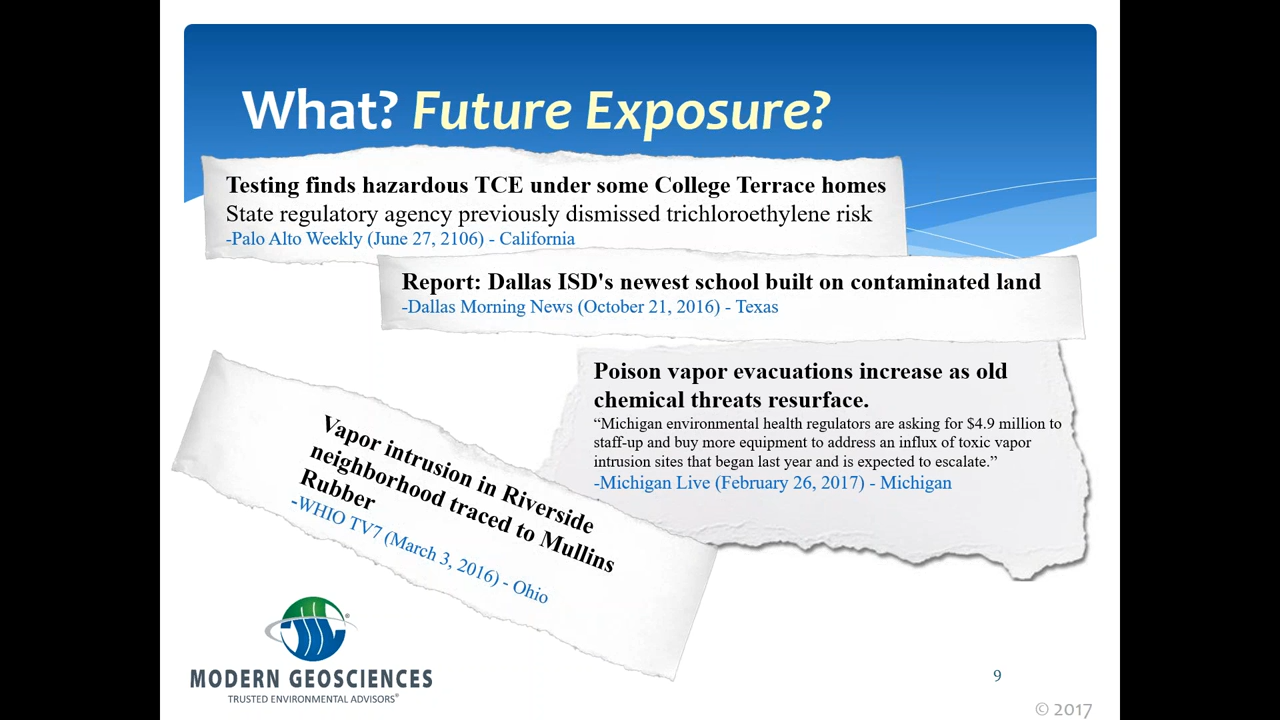 What? Future Exposure?
Testing finds hazardous TCE under some College Terrace homes
State regulatory agency previously dismissed trichloroethylene risk
-Palo Alto Weekly (June 27, 2106) - California
Report: Dallas ISD's newest school built on contaminated land
-Dallas Morning News (October 21, 2016) - Texas
Poison vapor evacuations increase as old
chemical threats resurface.
“Michigan environmental health regulators are asking for $4.9 million to
staff-up and buy more equipment to address an influx of toxic vapor
intrusion sites that began last year and is expected to escalate.”
-Michigan Live (February 26, 2017) - Michigan
Vapor intrusion in Riverside
neighborhood traced to Mullins
Rubber
-WHIO TV7 (March 3, 2016) - Ohio
MODERN GEOSCIENCES
TRUSTED ENVIRONMENTAL ADVISORS®
9
© 2017